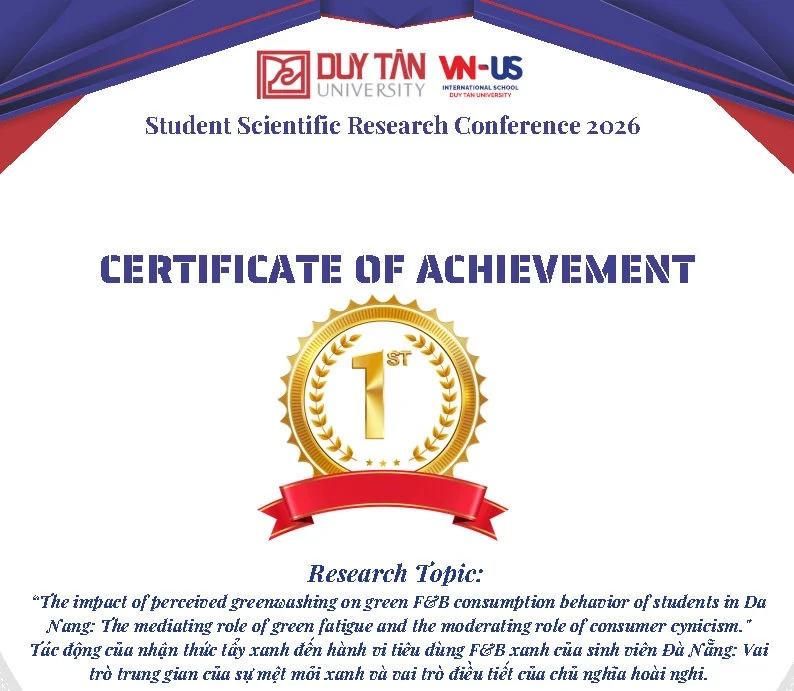 DUY TÂN
UNIVERSITY
VN-US
INTERNATIONAL SCHOOL
DUY TAN UNIVERSITY
Student Scientific Research Conference 2026
CERTIFICATE OF ACHIEVEMENT
1ST
Research Topic:
“The impact of perceived greenwashing on green F&B consumption behavior of students in Da
Nang: The mediating role of green fatigue and the moderating role of consumer cynicism."
Tác động của nhận thức tẩy xanh đến hành vi tiêu dùng F&B xanh của sinh viên Đà Nẵng: Vai
trò trung gian của sự mệt mỏi xanh và vai trò điều tiết của chủ nghĩa hoài nghi.